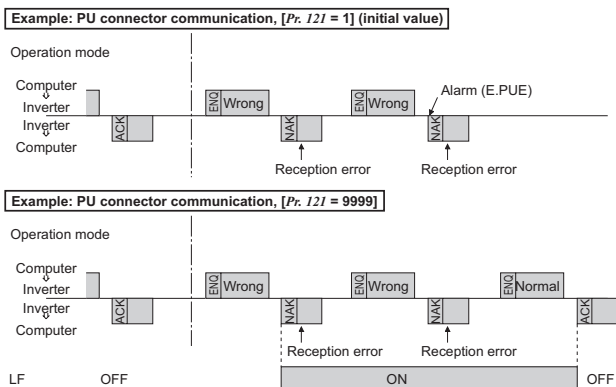 Example: PU connector communication, [Pr. 121 = 1] (initial value)
Operation mode
Computer
Inverter
Inverter
Computer
ACK
ENQ Wrong
NAK
ENQ Wrong
NAK
Alarm (E.PUE)
Reception error
Reception error
Example: PU connector communication, [Pr. 121 = 9999]
Operation mode
Computer
Inverter
Inverter
Computer
ACK
ENQ Wrong
NAK
ENQ Wrong
NAK
ENQ Normal
ACK
Reception error
Reception error
LF OFF ON OFF